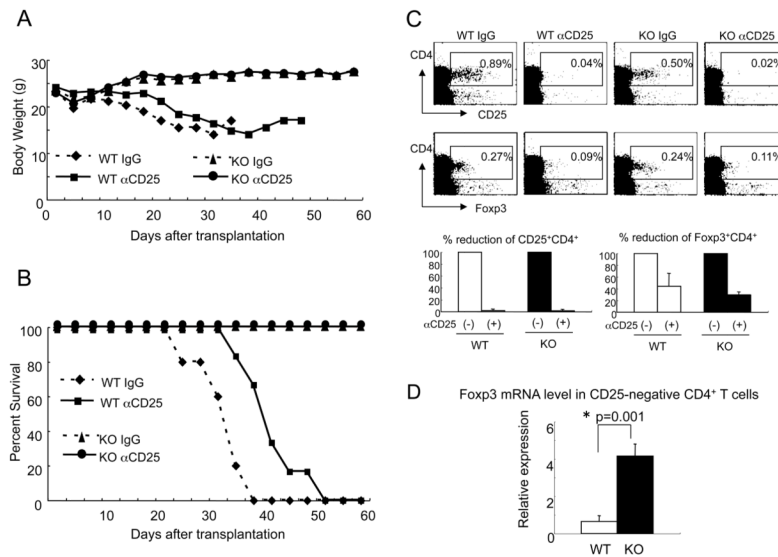 A
Body Weight (g)
30
20
10
0
WT IgG
WT αCD25
KO IgG
KO αCD25
0
10
20
30
40
50
60
Days after transplantation
B
Percent Survival
100
80
60
40
20
0
WT IgG
WT αCD25
KO IgG
KO αCD25
0
10
20
30
40
50
60
Days after transplantation
C
WT IgG
WT αCD25
KO IgG
KO αCD25
CD4
0.89%
0.04%
0.50%
0.02%
CD25
CD4
0.27%
0.09%
0.24%
0.11%
Foxp3
% reduction of CD25⁺CD4⁺
100
80
60
40
20
0
αCD25
(-)
(+)
(-)
(+)
WT
KO
% reduction of Foxp3⁺CD4⁺
100
80
60
40
20
0
αCD25
(-)
(+)
(-)
(+)
WT
KO
D
Foxp3 mRNA level in CD25-negative CD4⁺ T cells
* p=0.001
Relative expression
6
4
2
0
WT
KO